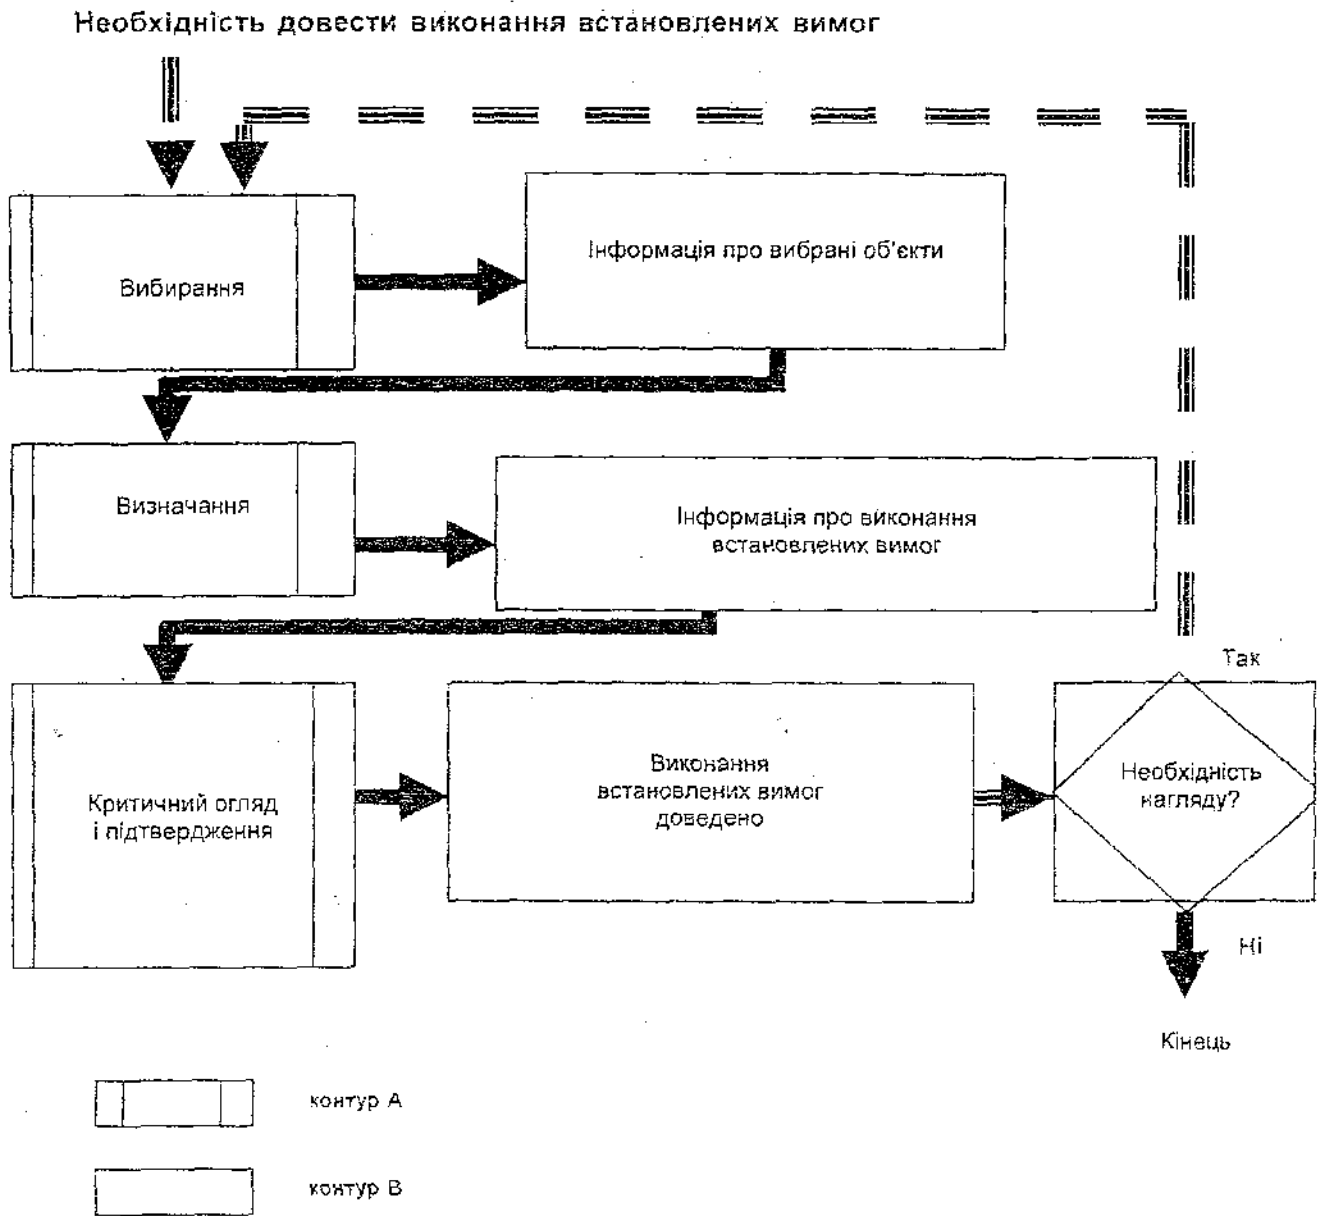 Необхідність довести виконання встановлених вимог
Вибирання
Інформація про вибрані об'єкти
Визначання
Інформація про виконання
встановлених вимог
Так
Критичний огляд
і підтвердження
Виконання
встановлених вимог
доведено
Необхідність
нагляду?
Ні
Кінець
контур А
контур В